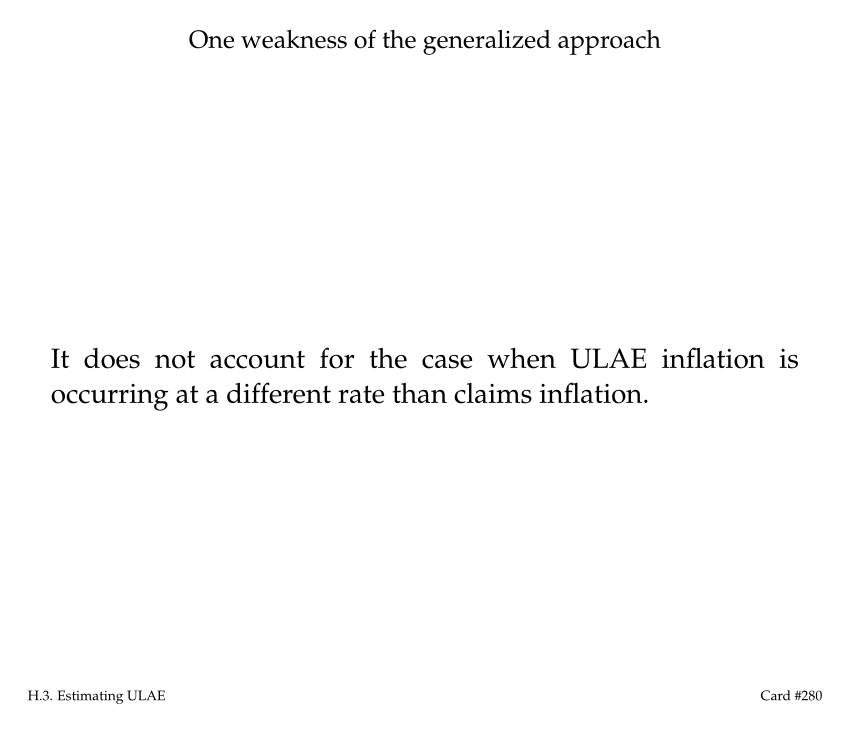 One weakness of the generalized approach
It does not account for the case when ULAE inflation is
occurring at a different rate than claims inflation.
H.3. Estimating ULAE
Card #280